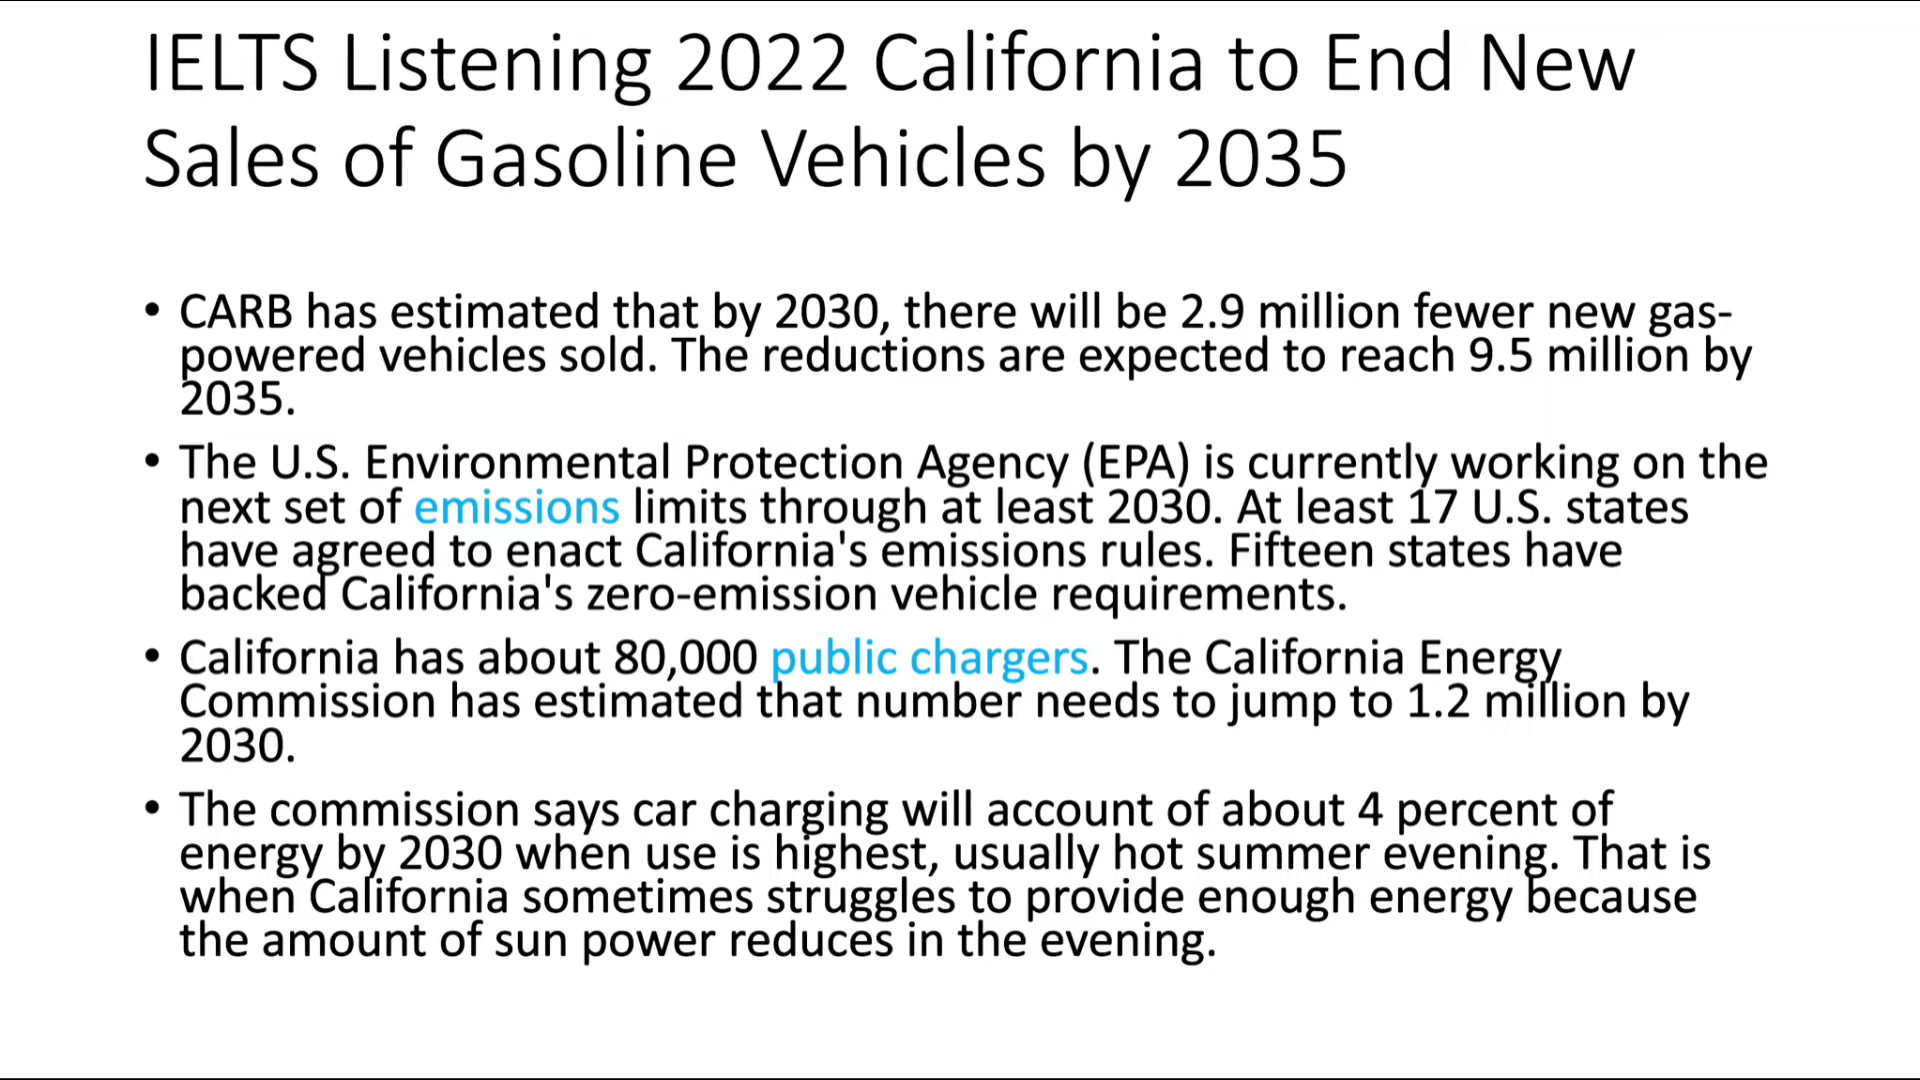 IELTS Listening 2022 California to End New
Sales of Gasoline Vehicles by 2035
• CARB has estimated that by 2030, there will be 2.9 million fewer new gas-
powered vehicles sold. The reductions are expected to reach 9.5 million by
2035.
• The U.S. Environmental Protection Agency (EPA) is currently working on the
next set of emissions limits through at least 2030. At least 17 U.S. states
have agreed to enact California's emissions rules. Fifteen states have
backed California's zero-emission vehicle requirements.
• California has about 80,000 public chargers. The California Energy
Commission has estimated that number needs to jump to 1.2 million by
2030.
• The commission says car charging will account of about 4 percent of
energy by 2030 when use is highest, usually hot summer evening. That is
when California sometimes struggles to provide enough energy because
the amount of sun power reduces in the evening.